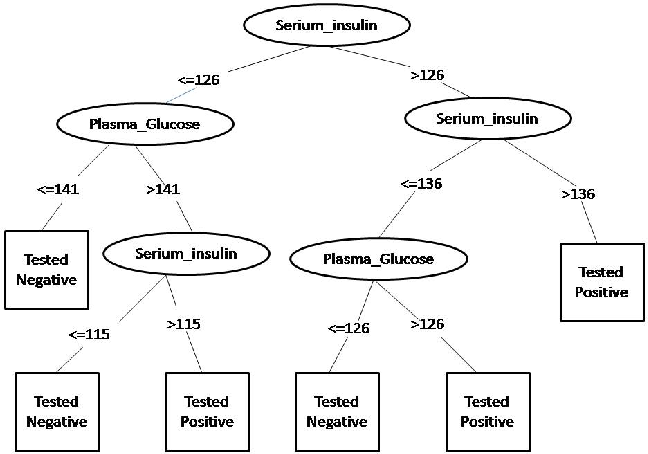 Serium_insulin
<=126
>126
Plasma_Glucose
Serium_insulin
<=141
>141
<=136
>136
Tested
Negative
Serium_insulin
Plasma_Glucose
Tested
Positive
<=115
>115
<=126
>126
Tested
Negative
Tested
Positive
Tested
Negative
Tested
Positive